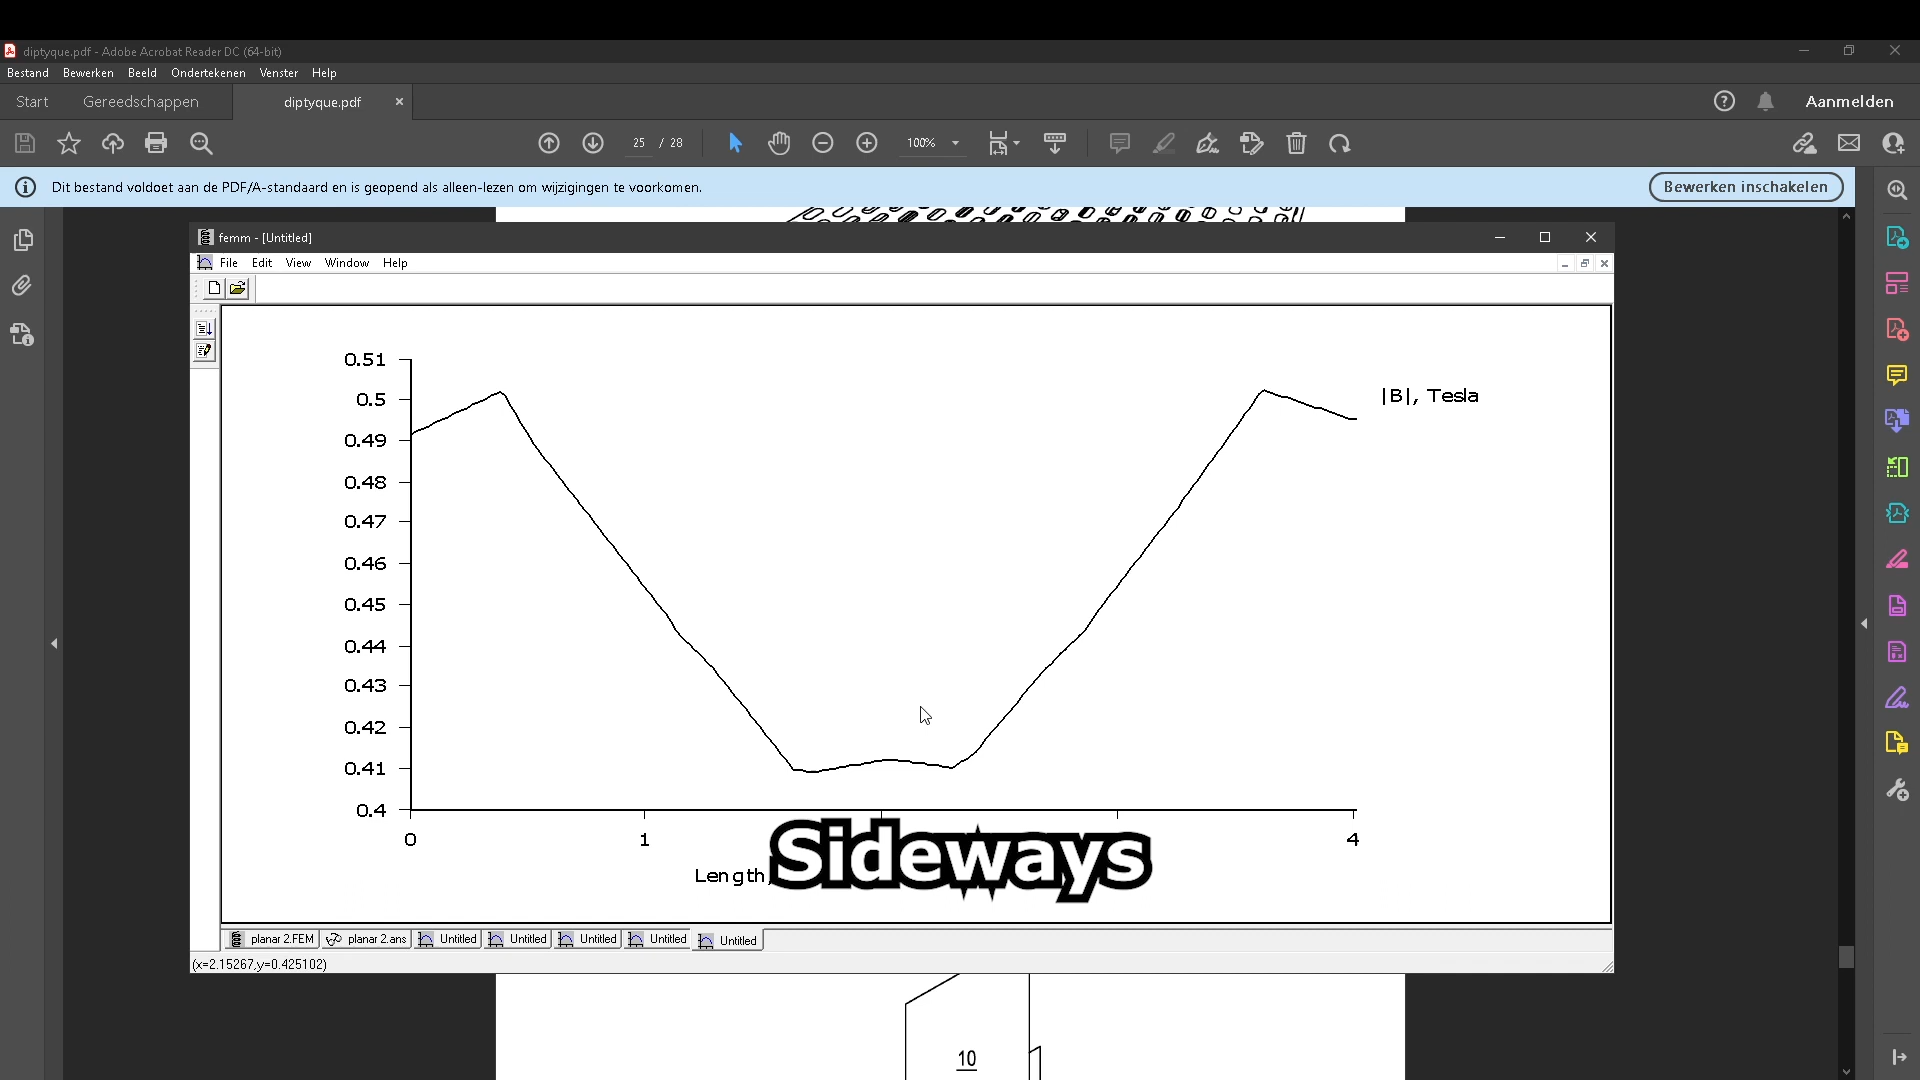 diptyque.pdf - Adobe Acrobat Reader DC (64-bit)
Bestand Bewerken Beeld Ondertekenen Venster Help
Start Gereedschappen diptyque.pdf Aanmelden
25 / 28 100%
Dit bestand voldoet aan de PDF/A-standaard en is geopend als alleen-lezen om wijzigingen te voorkomen. Bewerken inschakelen
femm - [Untitled]
File Edit View Window Help
0.51
0.5
0.49
0.48
0.47
0.46
0.45
0.44
0.43
0.42
0.41
0.4
|B|, Tesla
0 1 4
Length,
Sideways
planar 2.FEM planar 2.ans Untitled Untitled Untitled Untitled Untitled
(x=2.15267,y=0.425102)
10